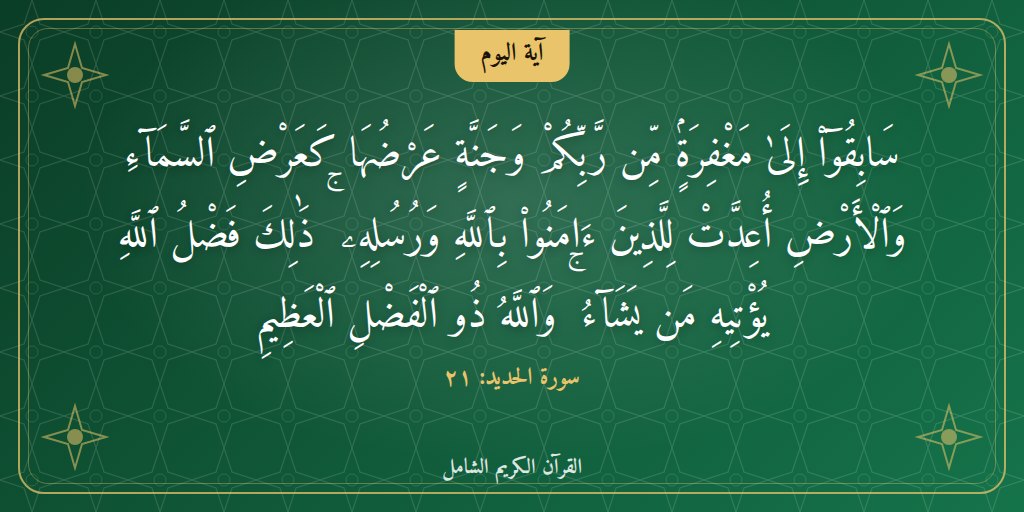 آية اليوم
سَابِقُوٓا۟ إِلَىٰ مَغْفِرَةٍۢ مِّن رَّبِّكُمْ وَجَنَّةٍ عَرْضُهَا كَعَرْضِ ٱلسَّمَآءِ
وَٱلْأَرْضِ أُعِدَّتْ لِلَّذِينَ ءَامَنُوا۟ بِٱللَّهِ وَرُسُلِهِۦ ۚ ذَٰلِكَ فَضْلُ ٱللَّهِ
يُؤْتِيهِ مَن يَشَآءُ ۚ وَٱللَّهُ ذُو ٱلْفَضْلِ ٱلْعَظِيمِ
سورة الحديد: ٢١
القرآن الكريم الشامل